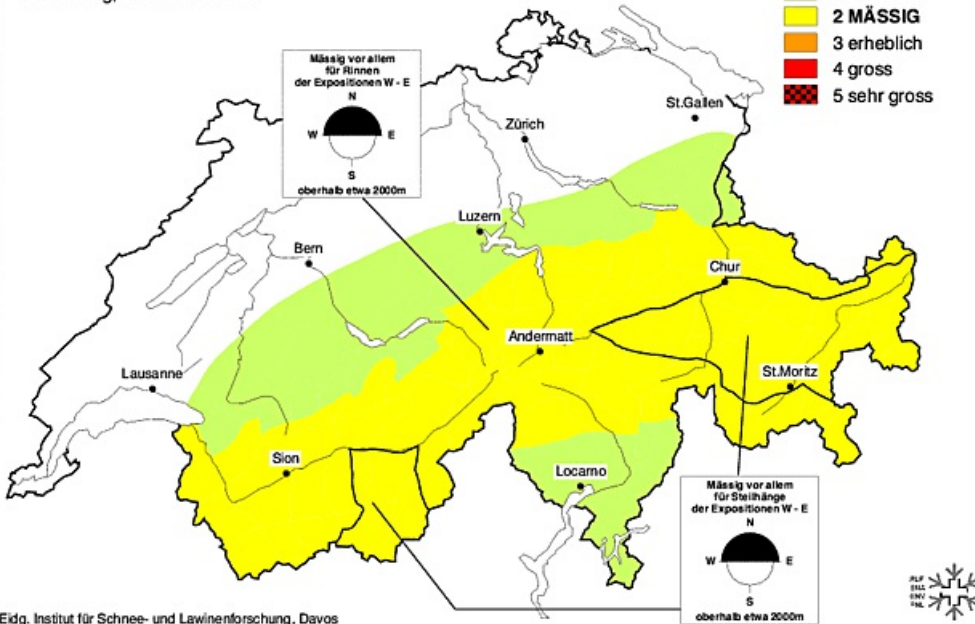 2 MÄSSIG
3 erheblich
4 gross
5 sehr gross
Mässig vor allem
für Rinnen
der Expositionen W - E
N
W E
S
oberhalb etwa 2000m
St.Gallen
Zürich
Luzern
Bern
Chur
Andermatt
Lausanne
St.Moritz
Sion
Locarno
Mässig vor allem
für Steilhänge
der Expositionen W - E
N
W E
S
oberhalb etwa 2000m
SLF
Eidg. Institut für Schnee- und Lawinenforschung, Davos